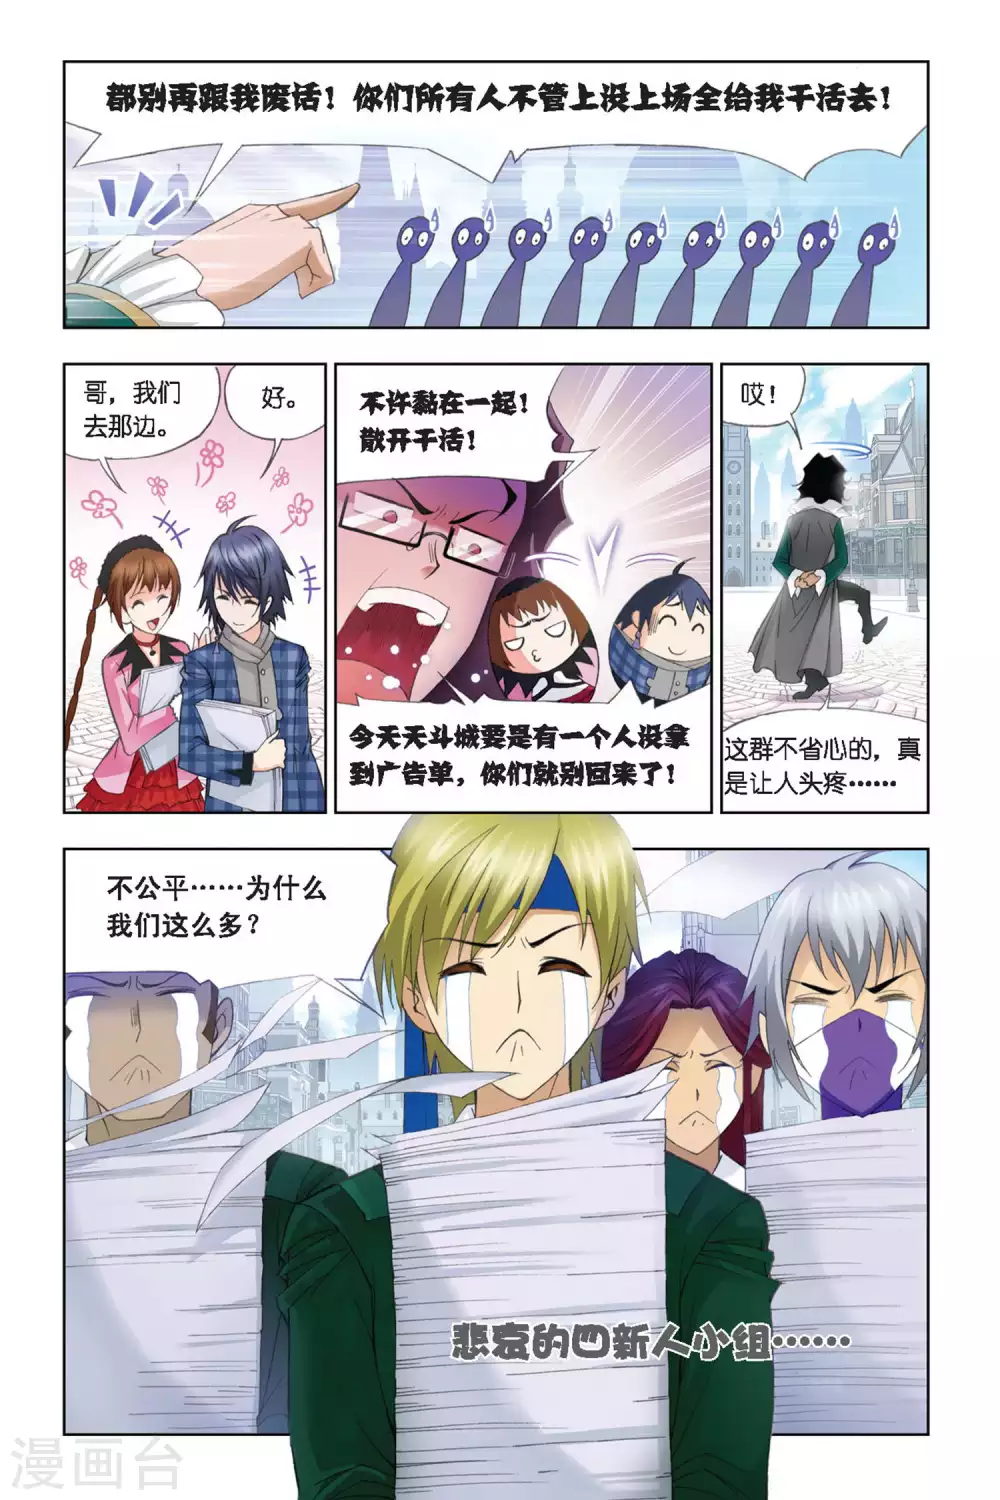 都别再跟我废话！你们所有人不管上没上场全给我干活去！
哥，我们
去那边。
好。
不许黏在一起！
散开干活！
今天天斗城要是有一个人没拿
到广告单，你们就别回来了！
哎！
这群不省心的，真
是让人头疼……
不公平……为什么
我们这么多？
悲哀的四新人小组……
漫画台